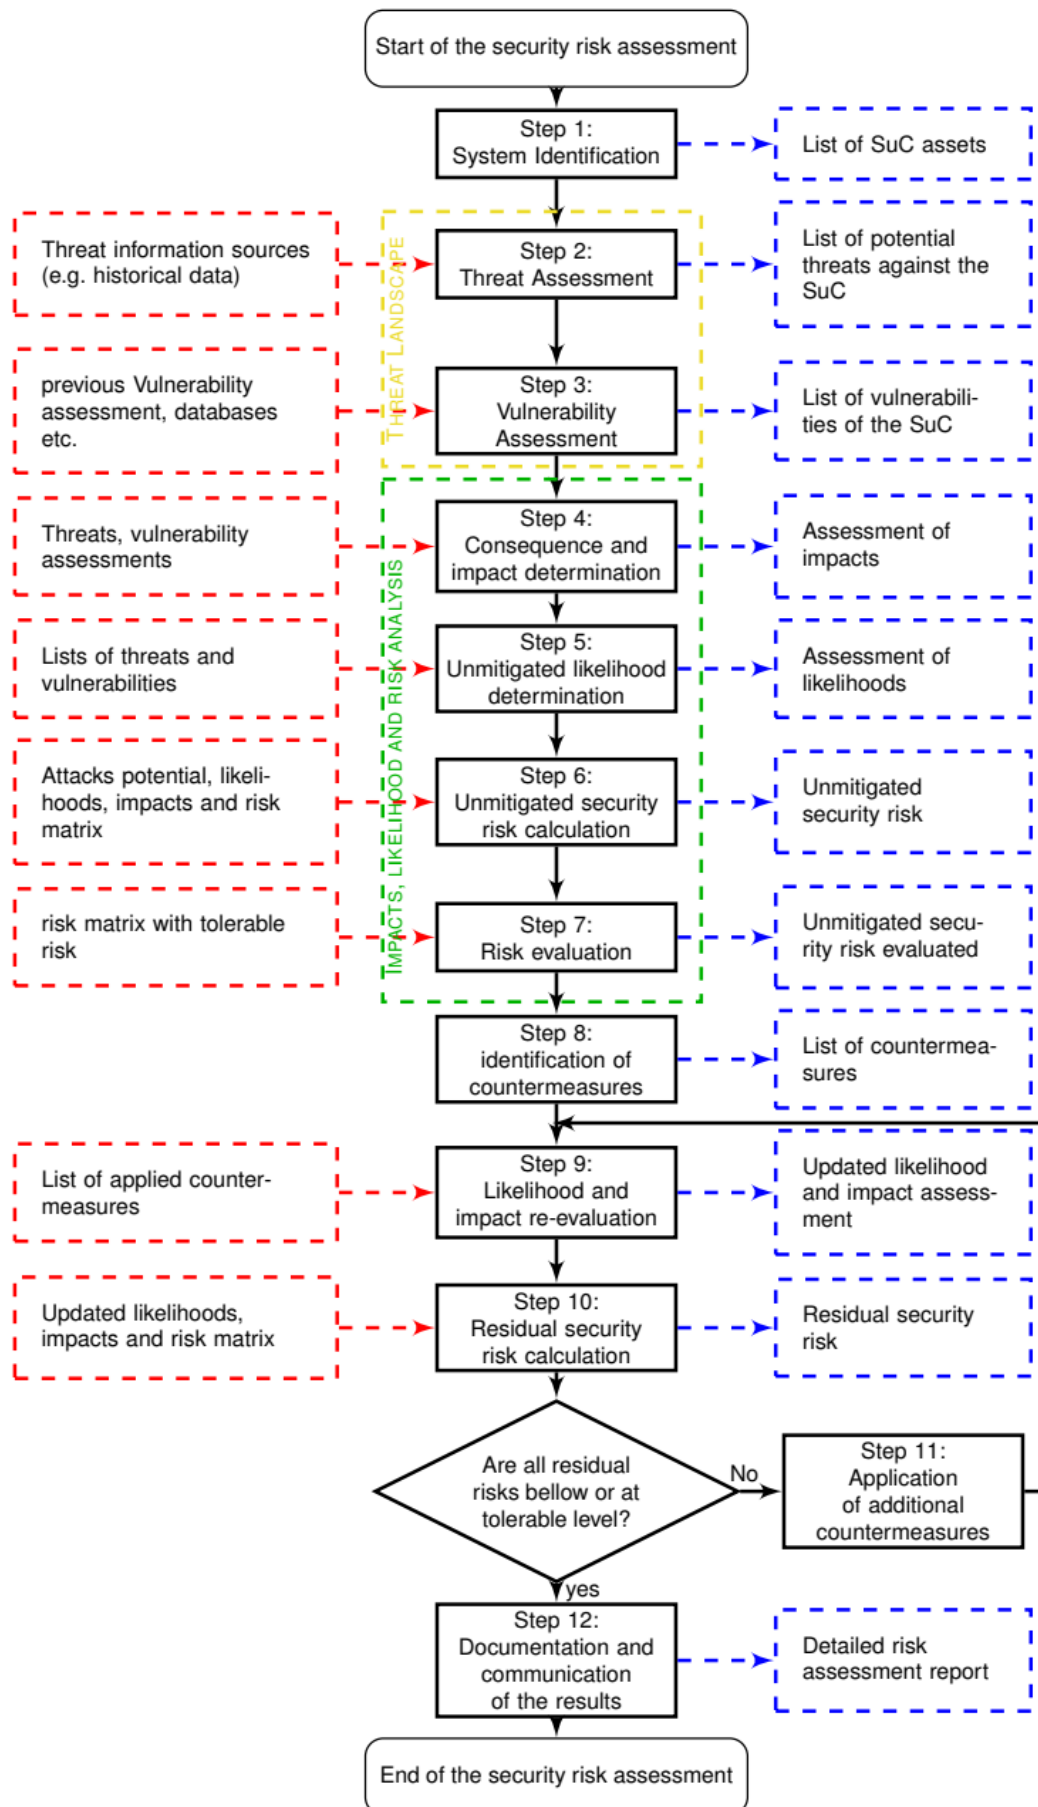 Start of the security risk assessment
Step 1:
System Identification
List of SuC assets
Threat information sources
(e.g. historical data)
THREAT LANDSCAPE
Step 2:
Threat Assessment
List of potential
threats against the
SuC
previous Vulnerability
assessment, databases
etc.
Step 3:
Vulnerability
Assessment
List of vulnerabili-
ties of the SuC
Threats, vulnerability
assessments
IMPACTS, LIKELIHOOD AND RISK ANALYSIS
Step 4:
Consequence and
impact determination
Assessment of
impacts
Lists of threats and
vulnerabilities
Step 5:
Unmitigated likelihood
determination
Assessment of
likelihoods
Attacks potential, likeli-
hoods, impacts and risk
matrix
Step 6:
Unmitigated security
risk calculation
Unmitigated
security risk
risk matrix with tolerable
risk
Step 7:
Risk evaluation
Unmitigated secu-
rity risk evaluated
Step 8:
identification of
countermeasures
List of countermea-
sures
List of applied counter-
measures
Step 9:
Likelihood and
impact re-evaluation
Updated likelihood
and impact assess-
ment
Updated likelihoods,
impacts and risk matrix
Step 10:
Residual security
risk calculation
Residual security
risk
Are all residual
risks bellow or at
tolerable level?
No
Step 11:
Application
of additional
countermeasures
yes
Step 12:
Documentation and
communication
of the results
Detailed risk
assessment report
End of the security risk assessment